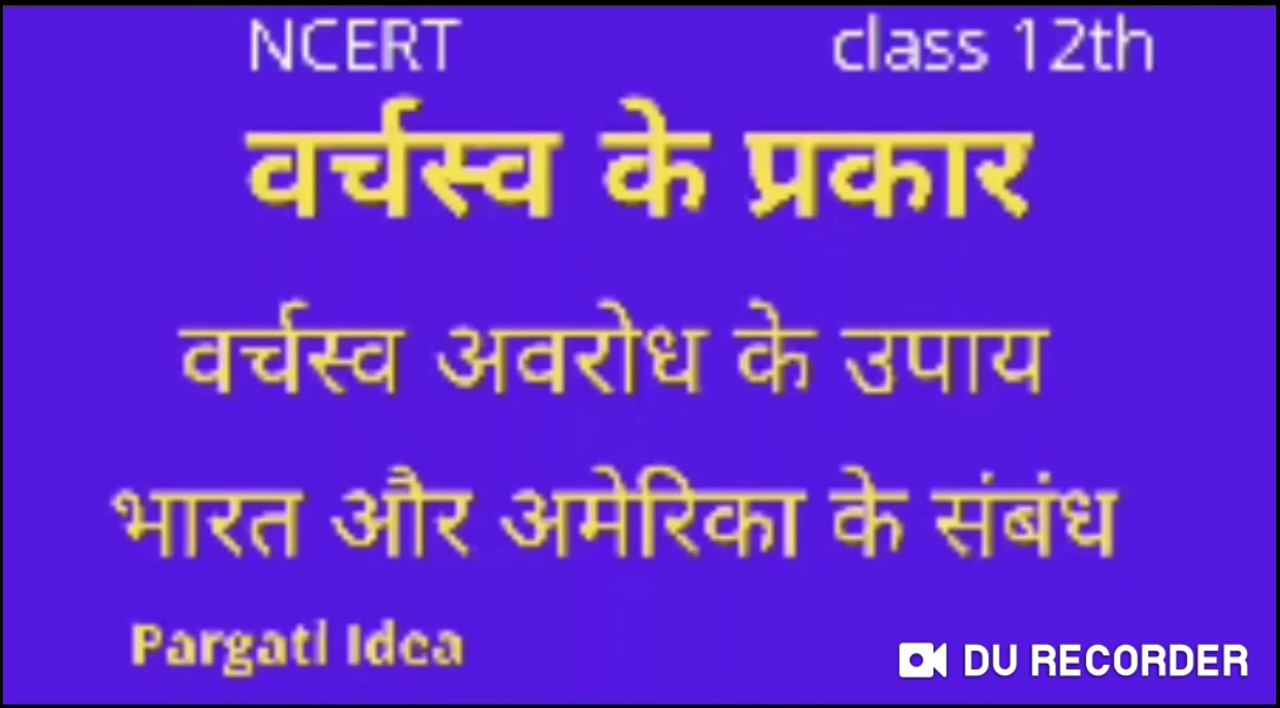 NCERT class 12th
वर्चस्व के प्रकार
वर्चस्व अवरोध के उपाय
भारत और अमेरिका के संबंध
Pargati Idea
DU RECORDER